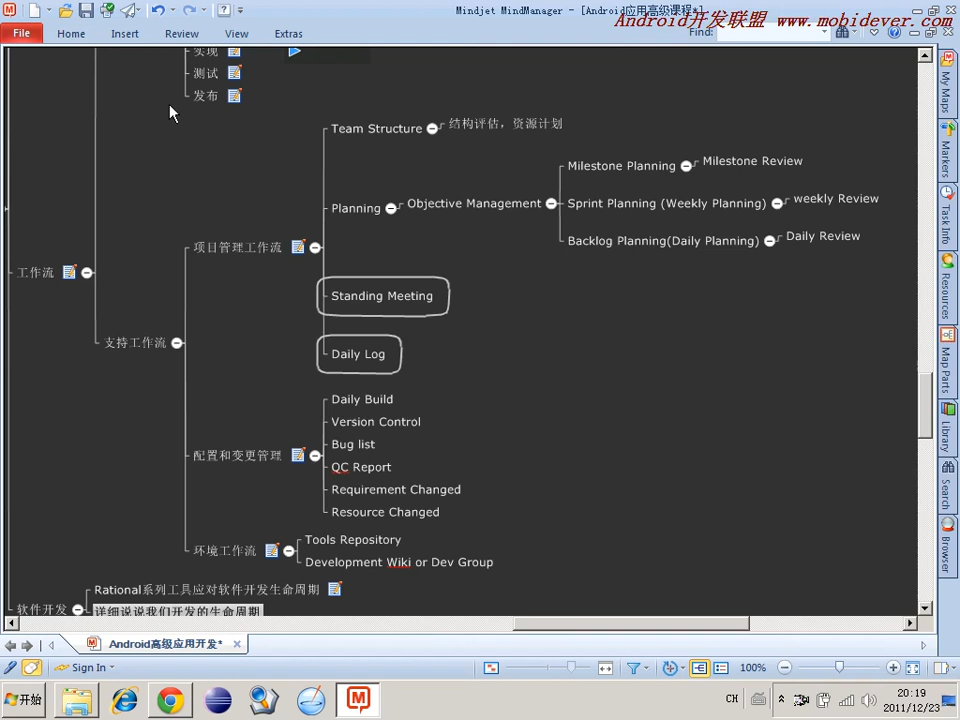 Mindjet MindManager - [Android应用高级课程*]
Android开发联盟 www.mobidever.com
File Home Insert Review View Extras Find:
实现
测试
发布
Team Structure 结构评估，资源计划
Milestone Planning Milestone Review
Planning Objective Management Sprint Planning (Weekly Planning) weekly Review
Backlog Planning(Daily Planning) Daily Review
项目管理工作流
工作流
Standing Meeting
支持工作流
Daily Log
Daily Build
Version Control
Bug list
配置和变更管理
QC Report
Requirement Changed
Resource Changed
环境工作流
Tools Repository
Development Wiki or Dev Group
Rational系列工具应对软件开发生命周期
软件开发
详细说说我们开发的生命周期
My Maps
Markers
Task Info
Resources
Map Parts
Library
Search
Browser
Android高级应用开发*
Sign In 100%
开始 CH 20:19
2011/12/23